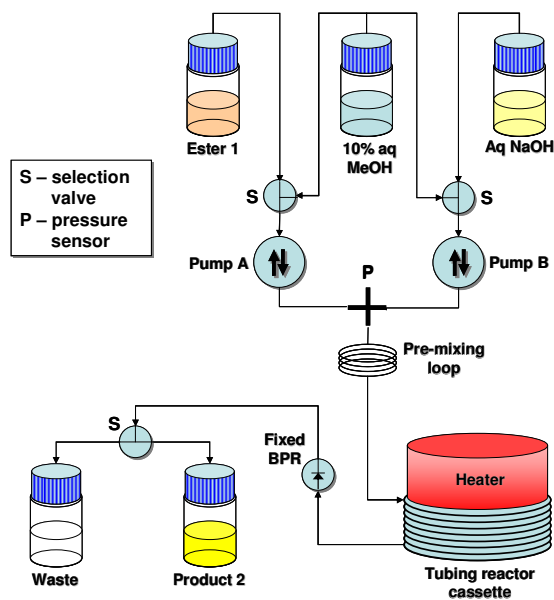 Ester 1
10% aq
MeOH
Aq NaOH
S – selection
valve
P – pressure
sensor
S
S
Pump A
P
Pump B
Pre-mixing
loop
S
Fixed
BPR
Heater
Waste
Product 2
Tubing reactor
cassette